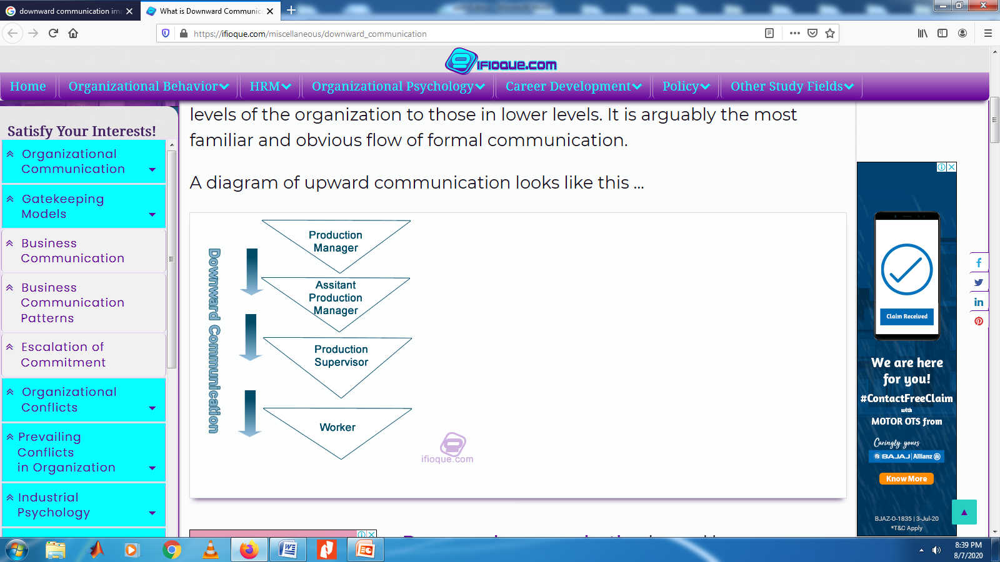 downward communication im
What is Downward Communic
https://ifioque.com/miscellaneous/downward_communication
iFIOQUE.COM
Home
Organizational Behavior
HRM
Organizational Psychology
Career Development
Policy
Other Study Fields
Satisfy Your Interests!
Organizational
Communication
Gatekeeping
Models
Business
Communication
Business
Communication
Patterns
Escalation of
Commitment
Organizational
Conflicts
Prevailing
Conflicts
in Organization
Industrial
Psychology
levels of the organization to those in lower levels. It is arguably the most
familiar and obvious flow of formal communication.
A diagram of upward communication looks like this ...
Downward Communication
Production
Manager
Assitant
Production
Manager
Production
Supervisor
Worker
ifioque.com
Claim Received
We are here
for you!
#ContactFreeClaim
with
MOTOR OTS from
Caringly yours
BAJAJ | Allianz
Know More
BJAZ-O-1835 | 3-Jul-20
*T&C Apply
8:39 PM
8/7/2020